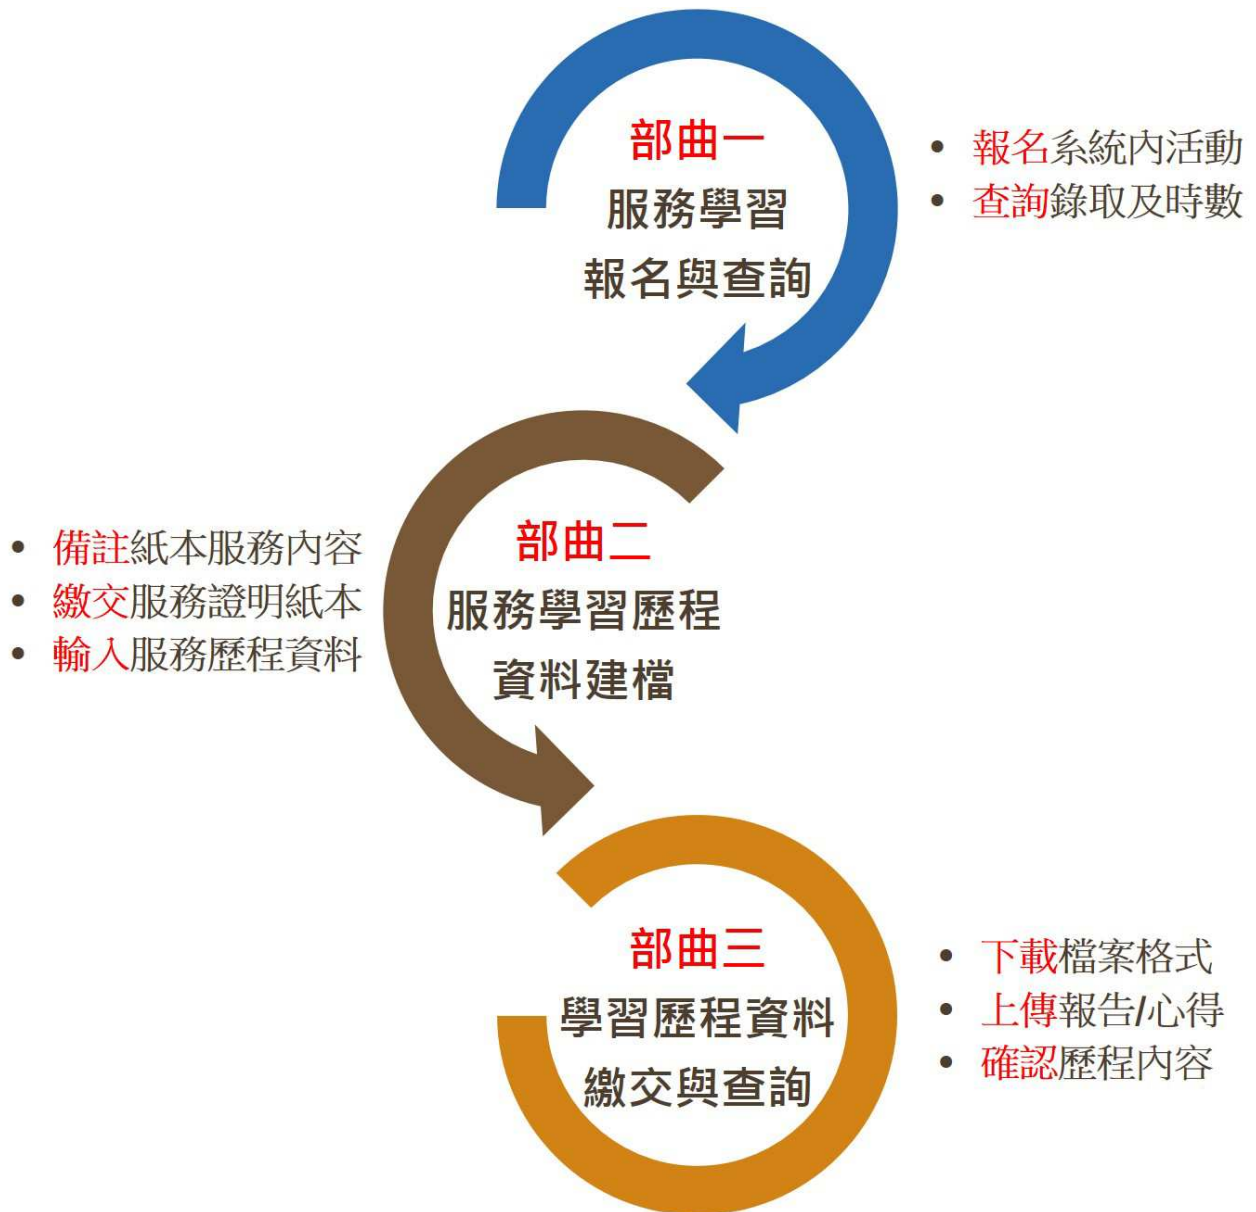 部曲一
服務學習
報名與查詢
• 報名系統內活動
• 查詢錄取及時數
部曲二
服務學習歷程
資料建檔
• 備註紙本服務內容
• 繳交服務證明紙本
• 輸入服務歷程資料
部曲三
學習歷程資料
繳交與查詢
• 下載檔案格式
• 上傳報告/心得
• 確認歷程內容